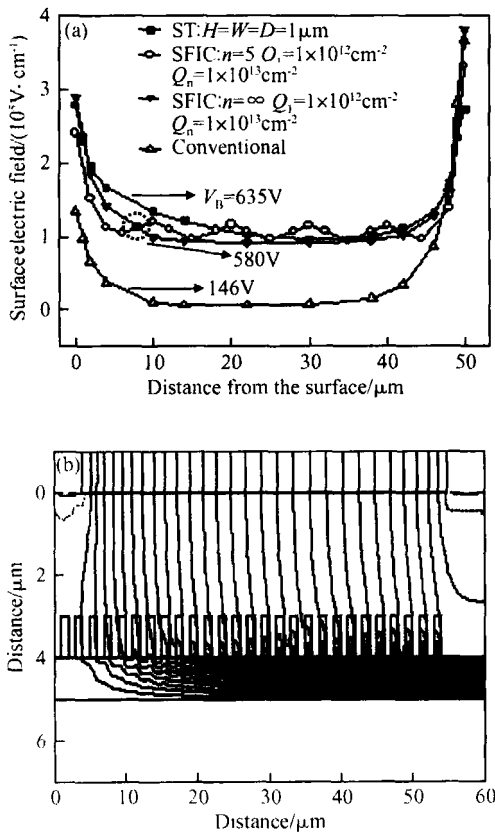 (a)
ST:H=W=D=1μm
SFIC:n=5 Q₁=1×10¹²cm⁻²
Qₙ=1×10¹³cm⁻²
SFIC:n=∞ Q₁=1×10¹²cm⁻²
Qₙ=1×10¹³cm⁻²
Conventional
V_B=635V
580V
146V
Surface electric field/(10⁵V·cm⁻¹)
4
3
2
1
0
0 10 20 30 40 50
Distance from the surface/μm
(b)
Distance/μm
0
2
4
6
0 10 20 30 40 50 60
Distance/μm